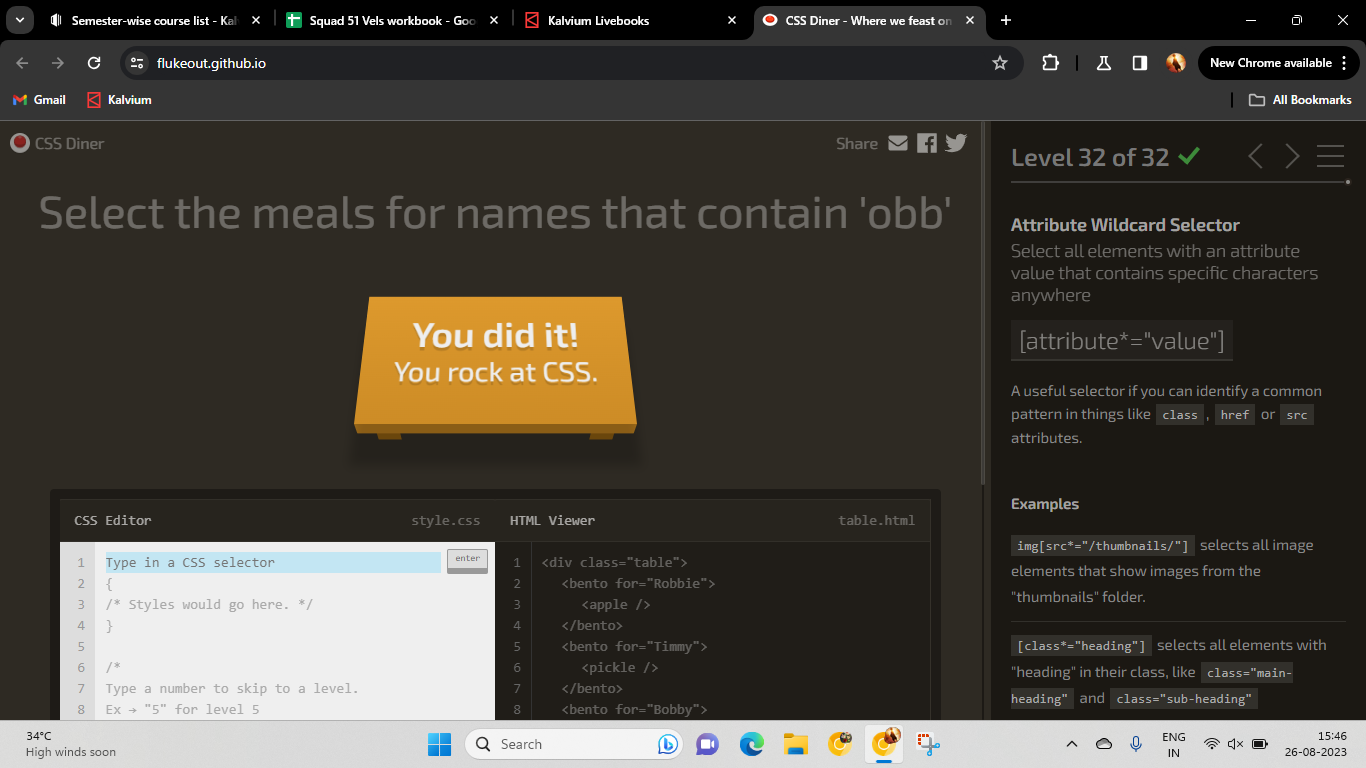 Semester-wise course list - Kal
Squad 51 Vels workbook - Goo
Kalvium Livebooks
CSS Diner - Where we feast on
flukeout.github.io
New Chrome available
Gmail
Kalvium
All Bookmarks
CSS Diner
Share
Select the meals for names that contain 'obb'
You did it!
You rock at CSS.
CSS Editor
style.css
enter
1 Type in a CSS selector
2 {
3 /* Styles would go here. */
4 }
5
6 /*
7 Type a number to skip to a level.
8 Ex → "5" for level 5
HTML Viewer
table.html
1 <div class="table">
2 <bento for="Robbie">
3 <apple />
4 </bento>
5 <bento for="Timmy">
6 <pickle />
7 </bento>
8 <bento for="Bobby">
Level 32 of 32
Attribute Wildcard Selector
Select all elements with an attribute
value that contains specific characters
anywhere
[attribute*="value"]
A useful selector if you can identify a common
pattern in things like class, href or src
attributes.
Examples
img[src*="/thumbnails/"] selects all image
elements that show images from the
"thumbnails" folder.
[class*="heading"] selects all elements with
"heading" in their class, like class="main-
heading" and class="sub-heading"
34°C
High winds soon
Search
ENG
IN
15:46
26-08-2023